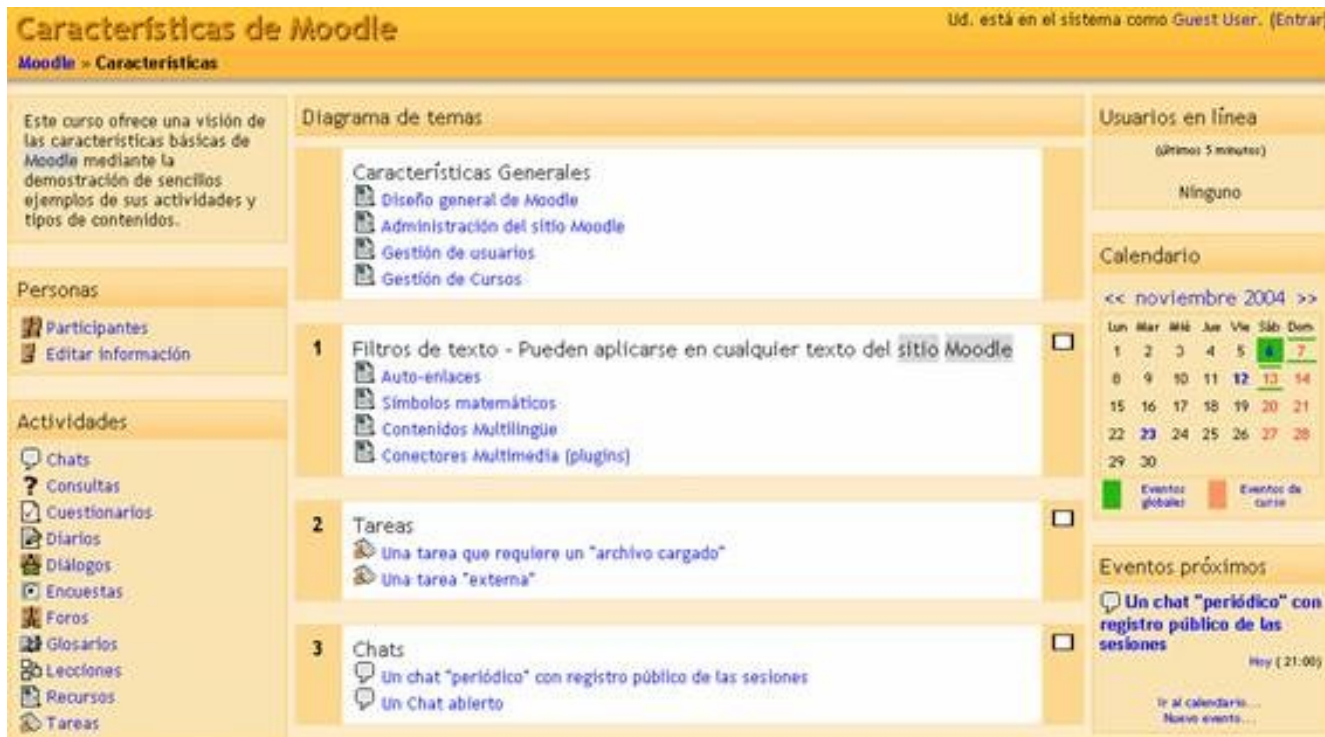 Características de Moodle
Ud. está en el sistema como Guest User. (Entrar)
Moodle » Características
Este curso ofrece una visión de
las características básicas de
Moodle mediante la
demostración de sencillos
ejemplos de sus actividades y
tipos de contenidos.
Personas
Participantes
Editar información
Actividades
Chats
Consultas
Cuestionarios
Diarios
Diálogos
Encuestas
Foros
Glosarios
Lecciones
Recursos
Tareas
Diagrama de temas
Características Generales
Diseño general de Moodle
Administración del sitio Moodle
Gestión de usuarios
Gestión de Cursos
1 Filtros de texto - Pueden aplicarse en cualquier texto del sitio Moodle
Auto-enlaces
Símbolos matemáticos
Contenidos Multilingüe
Conectores Multimedia (plugins)
2 Tareas
Una tarea que requiere un "archivo cargado"
Una tarea "externa"
3 Chats
Un chat "periódico" con registro público de las sesiones
Un Chat abierto
Usuarios en línea
(últimos 5 minutos)
Ninguno
Calendario
<< noviembre 2004 >>
Lun Mar Mié Jue Vie Sáb Dom
1 2 3 4 5 6 7
8 9 10 11 12 13 14
15 16 17 18 19 20 21
22 23 24 25 26 27 28
29 30
Eventos globales
Eventos de curso
Eventos próximos
Un chat "periódico" con
registro público de las
sesiones
Hoy ( 21:00)
Ir al calendario...
Nuevo evento...